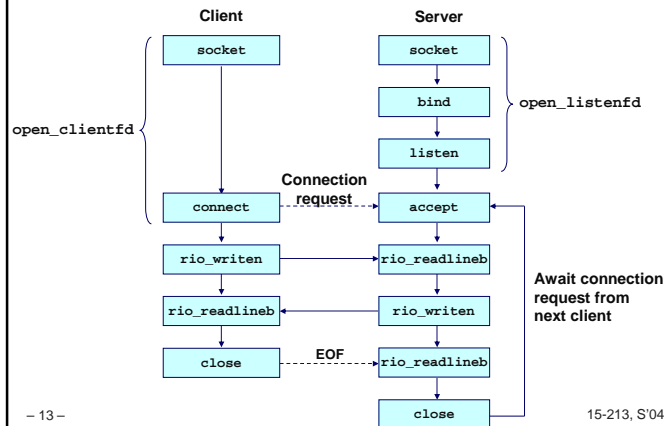 Client Server
socket socket
bind
open_clientfd open_listenfd
listen
Connection
request
connect accept
rio_writen rio_readlineb
Await connection
request from
next client
rio_readlineb rio_writen
close EOF rio_readlineb
close
– 13 – 15-213, S'04